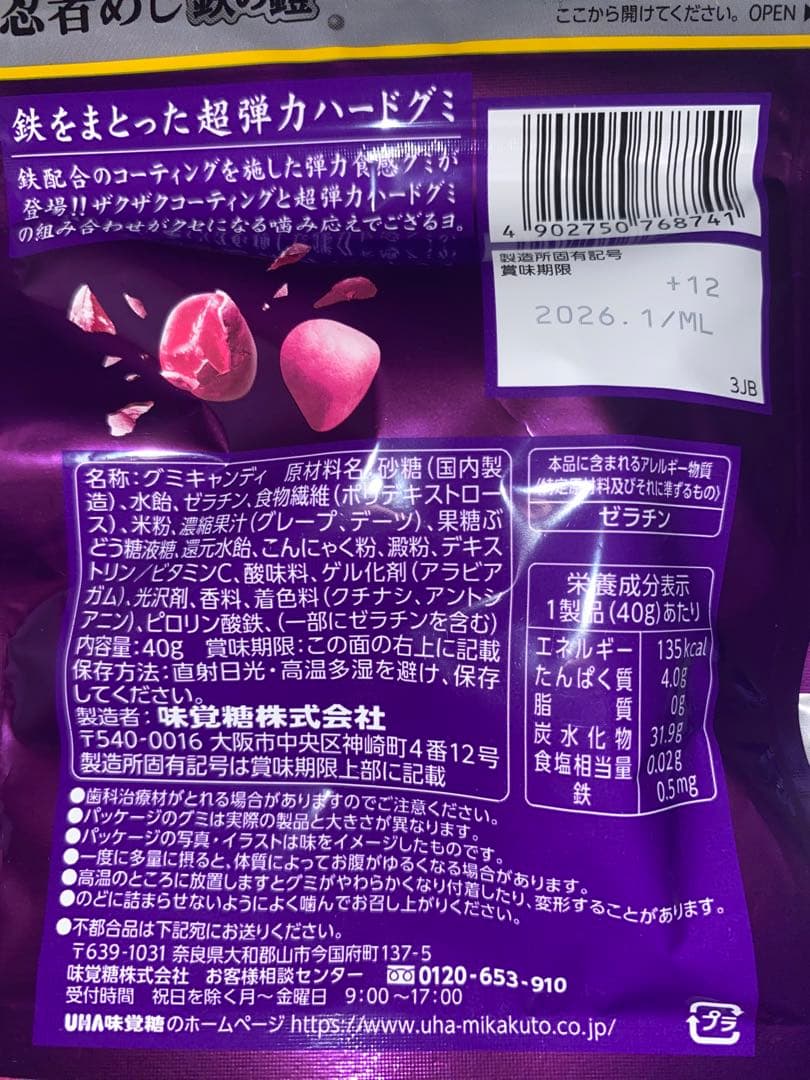 忍者めし鉄の鎧
ここから開けてください。OPEN
鉄をまとった超弾力ハードグミ
鉄配合のコーティングを施した弾力食感グミが
登場!!ザクザクコーティングと超弾力ハードグミ
の組み合わせがクセになる噛み応えでござるヨ。
4 902750 768741
製造所固有記号
賞味期限
+12
2026.1/ML
3JB
名称:グミキャンディ 原材料名:砂糖(国内製
造)、水飴、ゼラチン、食物繊維(ポリデキストロー
ス)、米粉、濃縮果汁(グレープ、デーツ)、果糖ぶ
どう糖液糖、還元水飴、こんにゃく粉、澱粉、デキス
トリン/ビタミンC、酸味料、ゲル化剤(アラビア
ガム)、光沢剤、香料、着色料(クチナシ、アントシ
アニン)、ピロリン酸鉄、(一部にゼラチンを含む)
内容量:40g 賞味期限:この面の右上に記載
保存方法:直射日光・高温多湿を避け、保存
してください。
製造者:味覚糖株式会社
〒540-0016 大阪市中央区神崎町4番12号
製造所固有記号は賞味期限上部に記載
本品に含まれるアレルギー物質
(特定原材料及びそれに準ずるもの)
ゼラチン
栄養成分表示
1製品(40g)あたり
エネルギー 135kcal
たんぱく質 4.0g
脂質 0g
炭水化物 31.9g
食塩相当量 0.02g
鉄 0.5mg
●歯科治療材がとれる場合がありますのでご注意ください。
●パッケージのグミは実際の製品と大きさが異なります。
●パッケージの写真・イラストは味をイメージしたものです。
●一度に多量に摂ると、体質によってお腹がゆるくなる場合があります。
●高温のところに放置しますとグミがやわらかくなり付着したり、変形することがあります。
●のどに詰まらせないようによく噛んでお召し上がりください。
●不都合品は下記宛にお送りください。
〒639-1031 奈良県大和郡山市今国府町137-5
味覚糖株式会社 お客様相談センター 0120-653-910
受付時間 祝日を除く月~金曜日 9:00~17:00
UHA味覚糖のホームページ https://www.uha-mikakuto.co.jp/
プラ